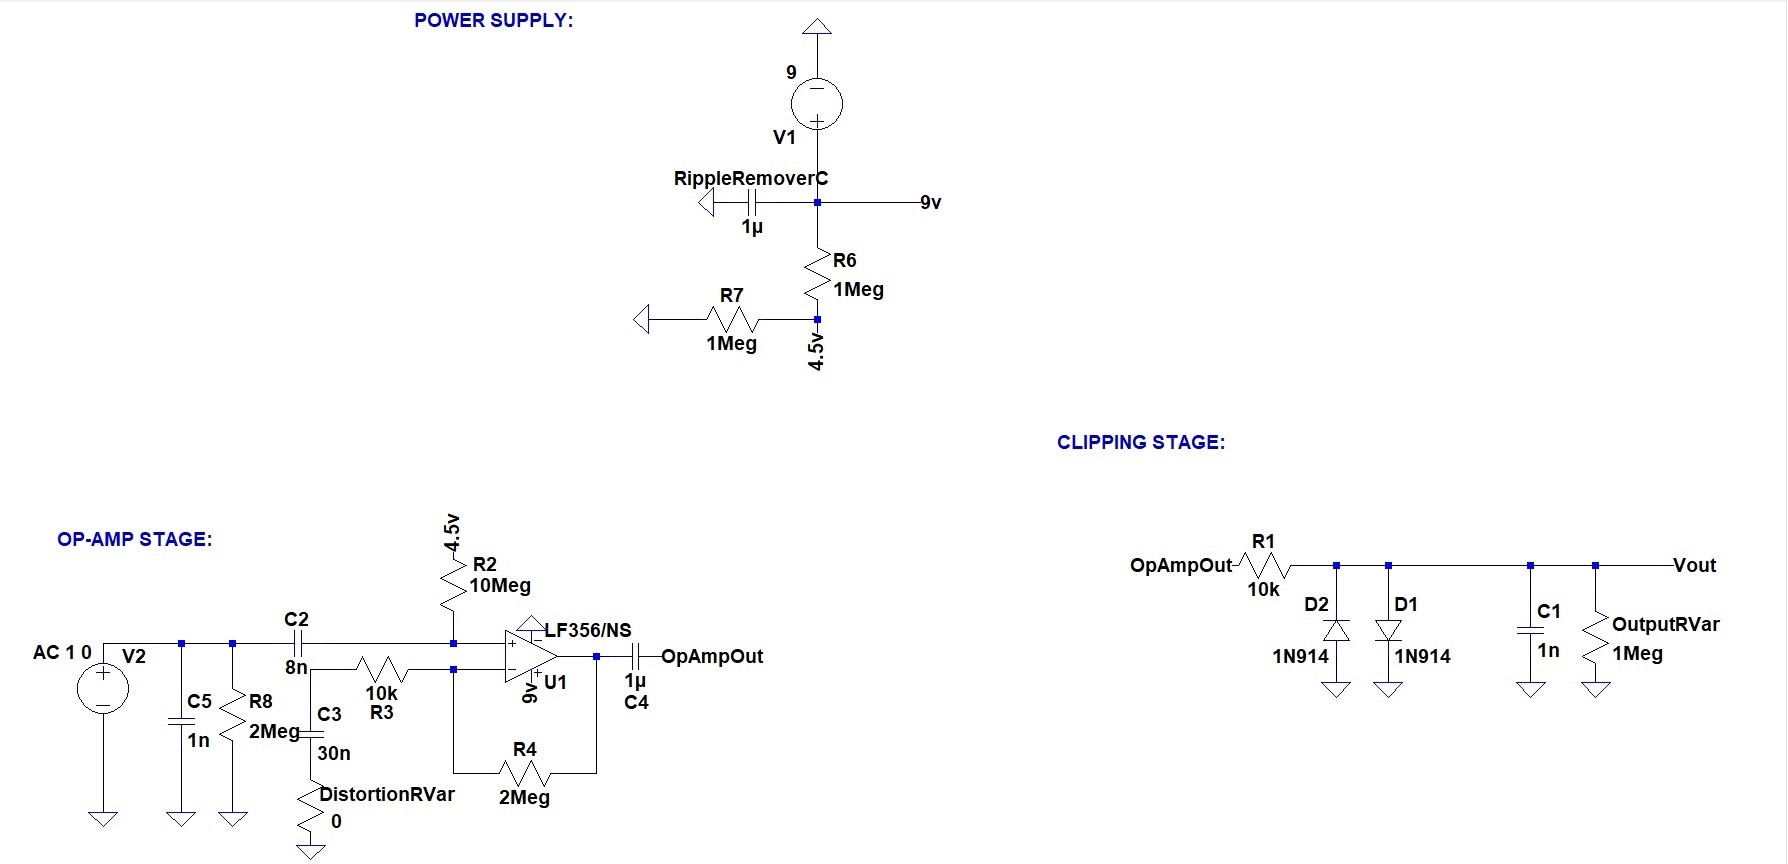 POWER SUPPLY:
9
V1
RippleRemoverC
1µ
9v
R6
1Meg
R7
1Meg
4.5v
CLIPPING STAGE:
OpAmpOut
R1
10k
D2
1N914
D1
1N914
C1
1n
OutputRVar
1Meg
Vout
OP-AMP STAGE:
AC 1 0
V2
C5
1n
R8
2Meg
C2
8n
4.5v
R2
10Meg
10k
R3
C3
30n
DistortionRVar
0
LF356/NS
U1
9v
R4
2Meg
1µ
C4
OpAmpOut